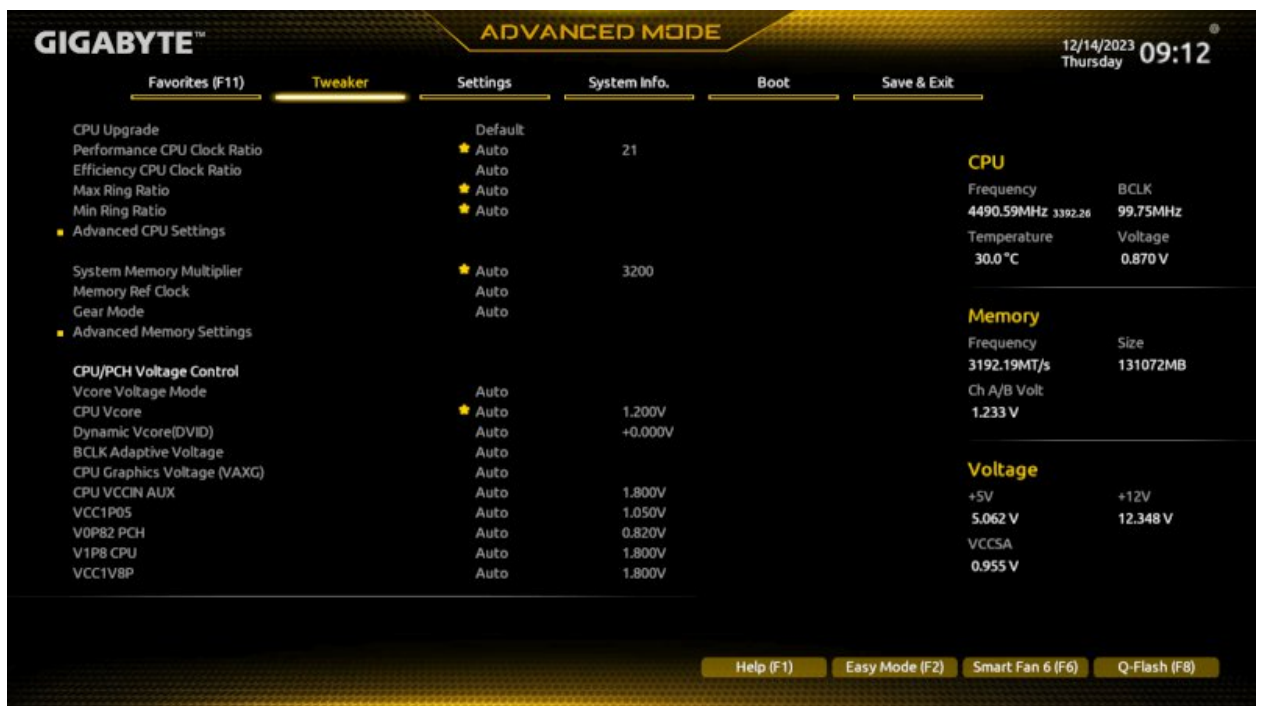 GIGABYTE™
ADVANCED MODE
12/14/2023
Thursday
09:12
Favorites (F11) Tweaker Settings System Info. Boot Save & Exit
CPU Upgrade Default
Performance CPU Clock Ratio Auto 21
Efficiency CPU Clock Ratio Auto
Max Ring Ratio Auto
Min Ring Ratio Auto
Advanced CPU Settings
System Memory Multiplier Auto 3200
Memory Ref Clock Auto
Gear Mode Auto
Advanced Memory Settings
CPU/PCH Voltage Control
Vcore Voltage Mode Auto
CPU Vcore Auto 1.200V
Dynamic Vcore(DVID) Auto +0.000V
BCLK Adaptive Voltage Auto
CPU Graphics Voltage (VAXG) Auto
CPU VCCIN AUX Auto 1.800V
VCC1P05 Auto 1.050V
V0P82 PCH Auto 0.820V
V1P8 CPU Auto 1.800V
VCC1V8P Auto 1.800V
CPU
Frequency BCLK
4490.59MHz 3392.26 99.75MHz
Temperature Voltage
30.0 °C 0.870 V
Memory
Frequency Size
3192.19MT/s 131072MB
Ch A/B Volt
1.233 V
Voltage
+5V +12V
5.062 V 12.348 V
VCCSA
0.955 V
Help (F1) Easy Mode (F2) Smart Fan 6 (F6) Q-Flash (F8)